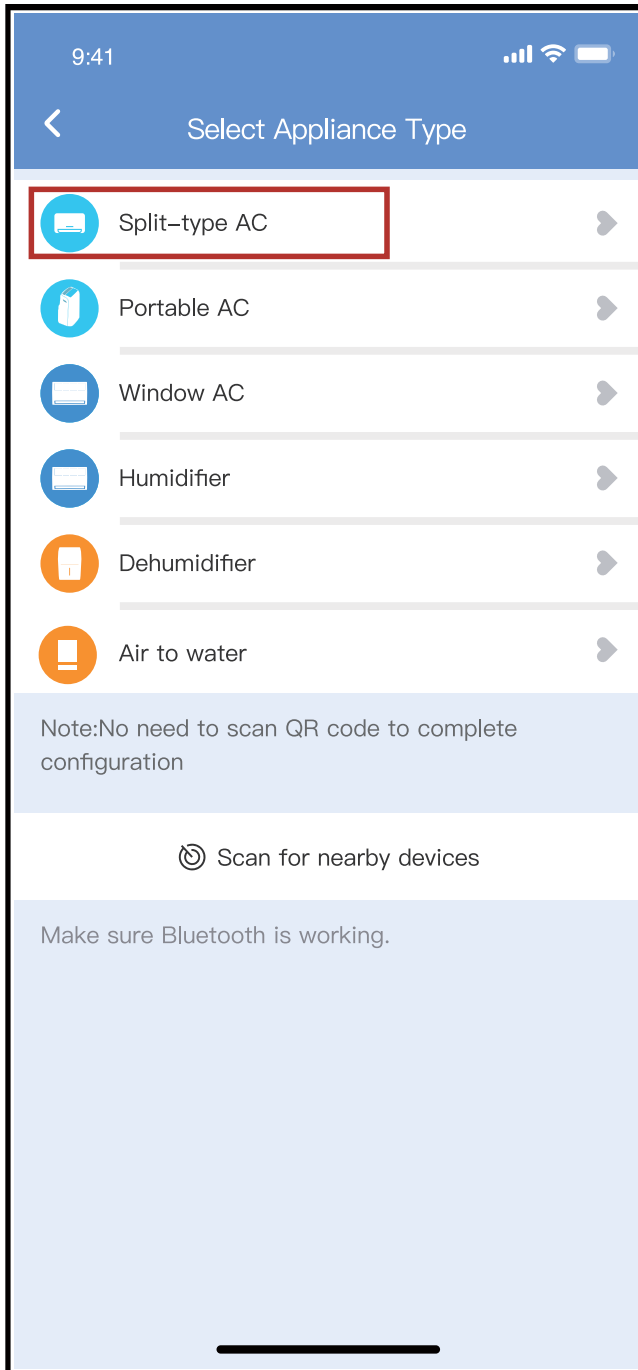 9:41
Select Appliance Type
Split-type AC
Portable AC
Window AC
Humidifier
Dehumidifier
Air to water
Note:No need to scan QR code to complete
configuration
Scan for nearby devices
Make sure Bluetooth is working.